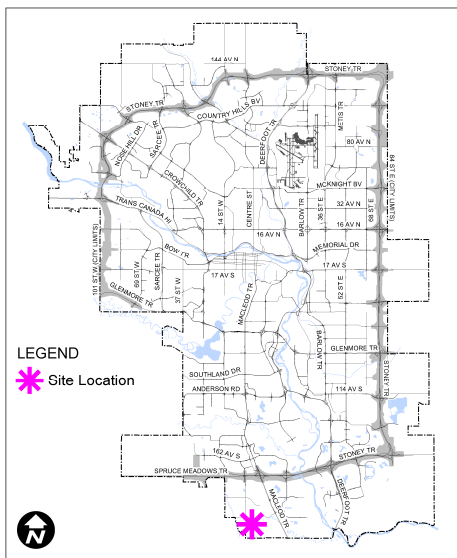 144 AV N
STONEY TR
STONEY TR
COUNTRY HILLS BV
SARCEE TR
NOSE HILL DR
DEERFOOT TR
METIS TR
80 AV N
CROWCHILD TR
MCKNIGHT BV
84 ST E (CITY LIMITS)
TRANS CANADA HI
14 ST W
CENTRE ST
BARLOW TR
36 ST E
32 AV N
68 ST E
16 AV N
16 AV N
101 ST W (CITY LIMITS)
BOW TR
MEMORIAL DR
69 ST W
SARCEE TR
37 ST W
17 AV S
17 AV S
52 ST E
GLENMORE TR
MACLEOD TR
BARLOW TR
GLENMORE TR
LEGEND
Site Location
SOUTHLAND DR
ANDERSON RD
114 AV S
STONEY TR
162 AV S
STONEY TR
SPRUCE MEADOWS TR
MACLEOD TR
DEERFOOT TR
N